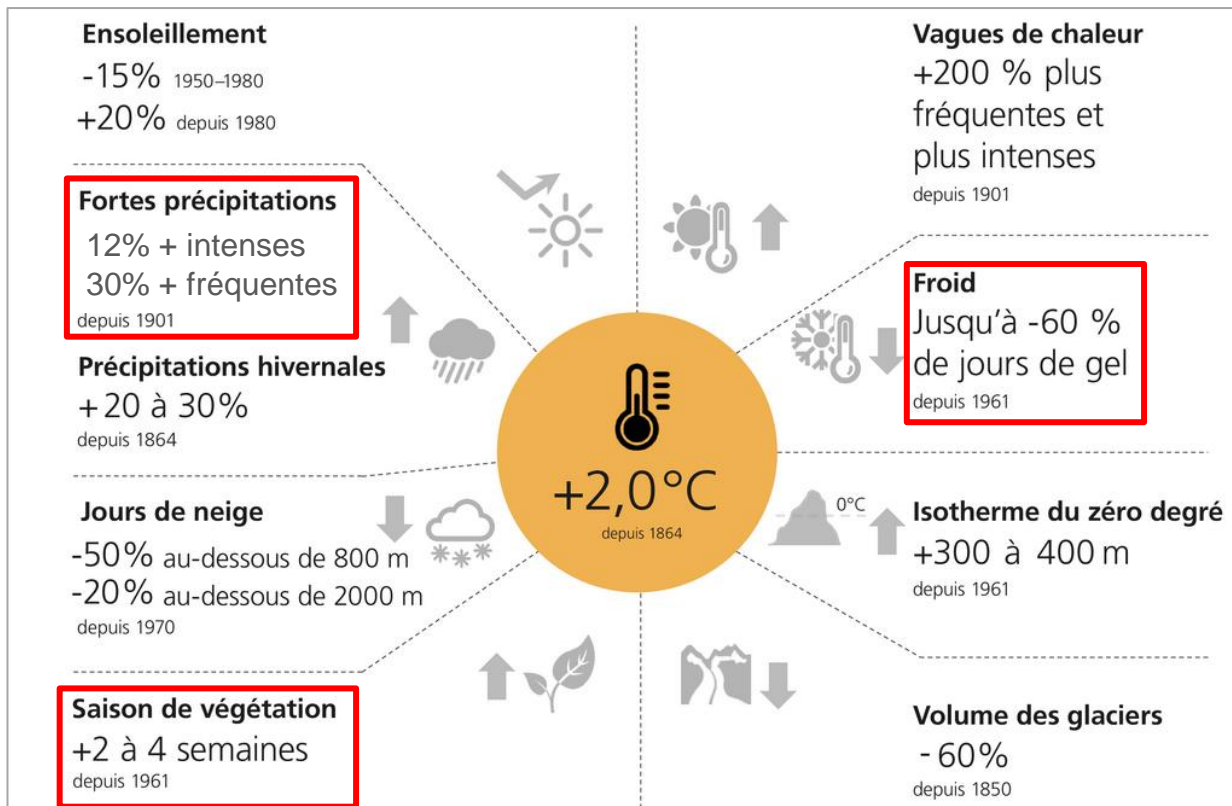 Ensoleillement
-15% 1950–1980
+20% depuis 1980
Fortes précipitations
12% + intenses
30% + fréquentes
depuis 1901
Précipitations hivernales
+20 à 30%
depuis 1864
Jours de neige
-50% au-dessous de 800 m
-20% au-dessous de 2000 m
depuis 1970
Saison de végétation
+2 à 4 semaines
depuis 1961
+2,0°C
depuis 1864
Vagues de chaleur
+200 % plus
fréquentes et
plus intenses
depuis 1901
Froid
Jusqu'à -60 %
de jours de gel
depuis 1961
0°C
Isotherme du zéro degré
+300 à 400 m
depuis 1961
Volume des glaciers
-60%
depuis 1850